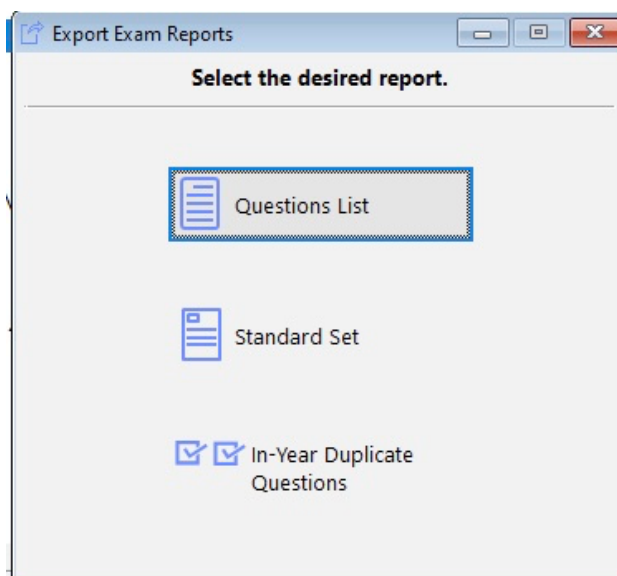 Export Exam Reports
Select the desired report.
Questions List
Standard Set
In-Year Duplicate
Questions